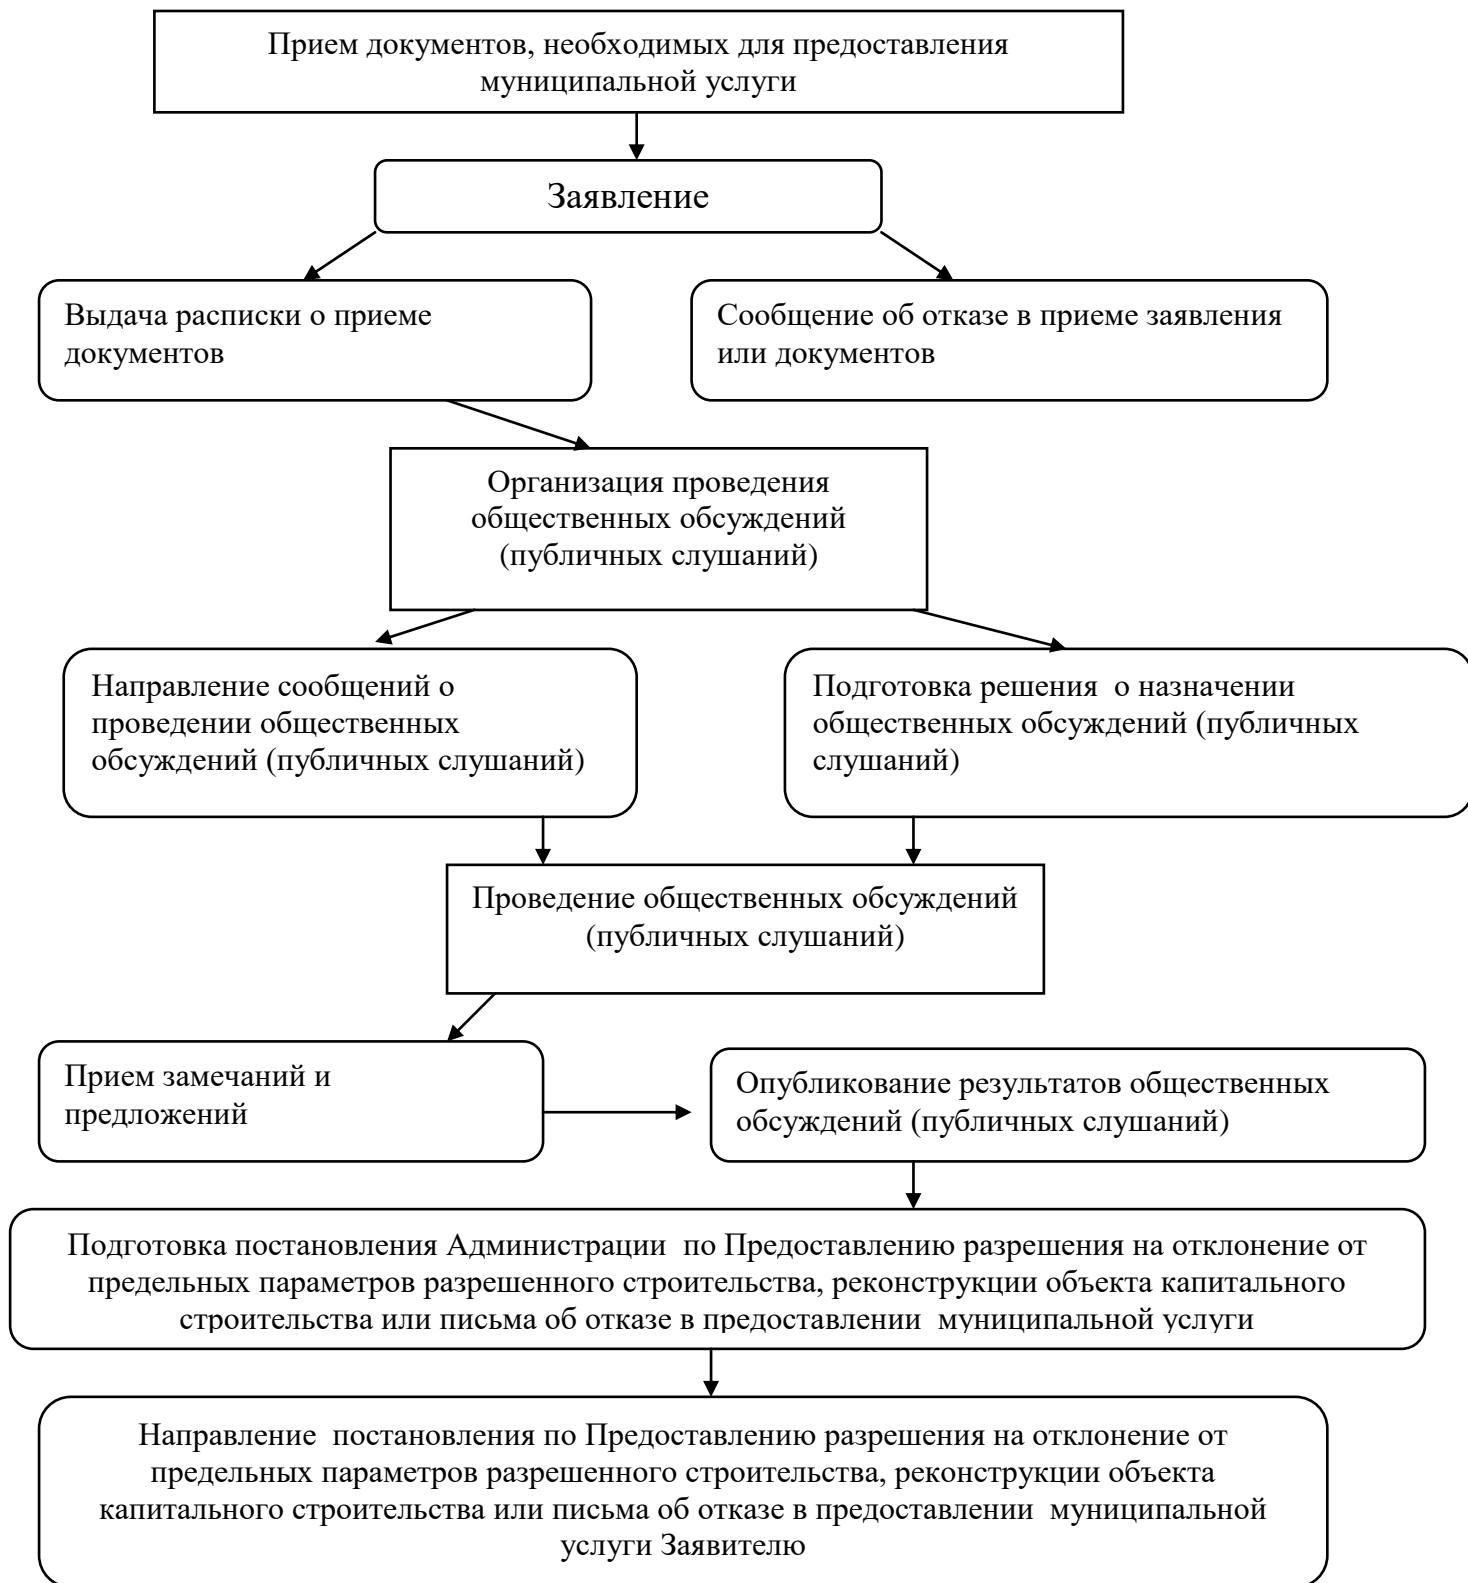 Прием документов, необходимых для предоставления
муниципальной услуги
Заявление
Выдача расписки о приеме
документов
Сообщение об отказе в приеме заявления
или документов
Организация проведения
общественных обсуждений
(публичных слушаний)
Направление сообщений о
проведении общественных
обсуждений (публичных слушаний)
Подготовка решения  о назначении
общественных обсуждений (публичных
слушаний)
Проведение общественных обсуждений
(публичных слушаний)
Прием замечаний и
предложений
Опубликование результатов общественных
обсуждений (публичных слушаний)
Подготовка постановления Администрации  по Предоставлению разрешения на отклонение от
предельных параметров разрешенного строительства, реконструкции объекта капитального
строительства или письма об отказе в предоставлении  муниципальной услуги
Направление  постановления по Предоставлению разрешения на отклонение от
предельных параметров разрешенного строительства, реконструкции объекта
капитального строительства или письма об отказе в предоставлении  муниципальной
услуги Заявителю